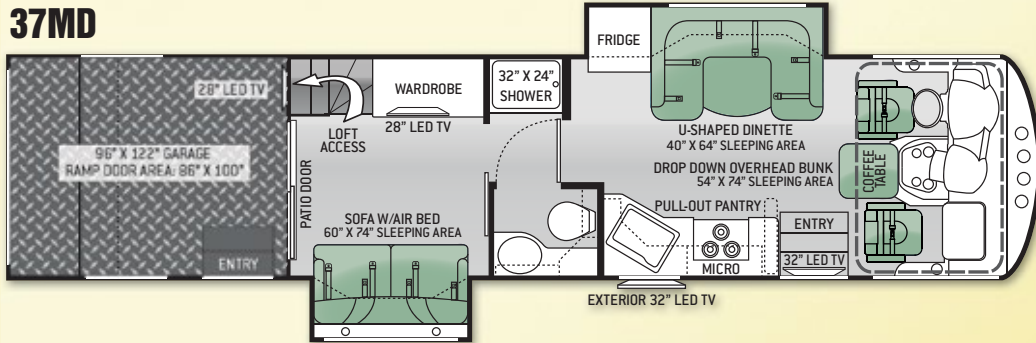 37MD
FRIDGE
28" LED TV
32" X 24"
SHOWER
WARDROBE
28" LED TV
LOFT
ACCESS
U-SHAPED DINETTE
40" X 64" SLEEPING AREA
96" X 122" GARAGE
RAMP DOOR AREA: 86" X 100"
DROP DOWN OVERHEAD BUNK
54" X 74" SLEEPING AREA
COFFEE
TABLE
PATIO DOOR
PULL-OUT PANTRY
SOFA W/AIR BED
60" X 74" SLEEPING AREA
ENTRY
ENTRY
32" LED TV
MICRO
EXTERIOR 32" LED TV